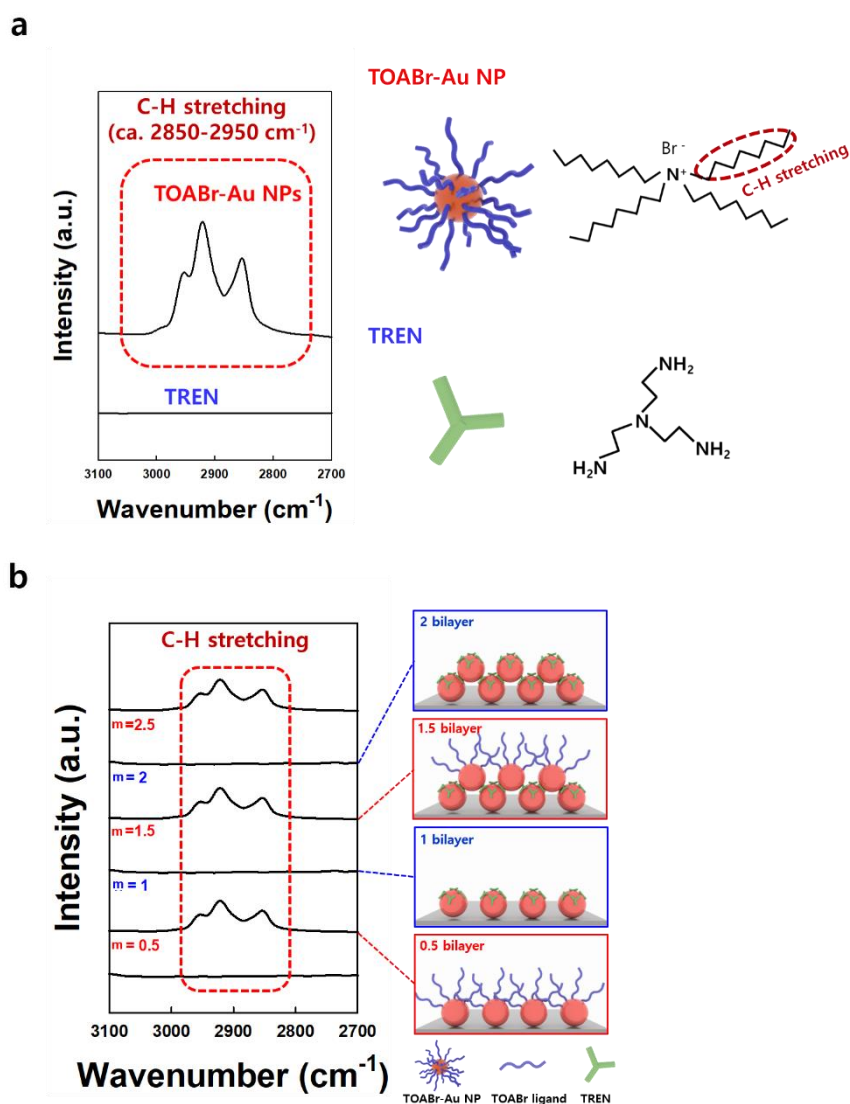 a
C-H stretching
(ca. 2850-2950 cm⁻¹)
TOABr-Au NPs
TREN
Intensity (a.u.)
3100 3000 2900 2800 2700
Wavenumber (cm⁻¹)
TOABr-Au NP
Br -
N+
C-H stretching
TREN
NH₂
N
H₂N
NH₂
b
C-H stretching
m=2.5
m=2
m=1.5
m=1
m=0.5
Intensity (a.u.)
3100 3000 2900 2800 2700
Wavenumber (cm⁻¹)
2 bilayer
1.5 bilayer
1 bilayer
0.5 bilayer
TOABr-Au NP TOABr ligand TREN